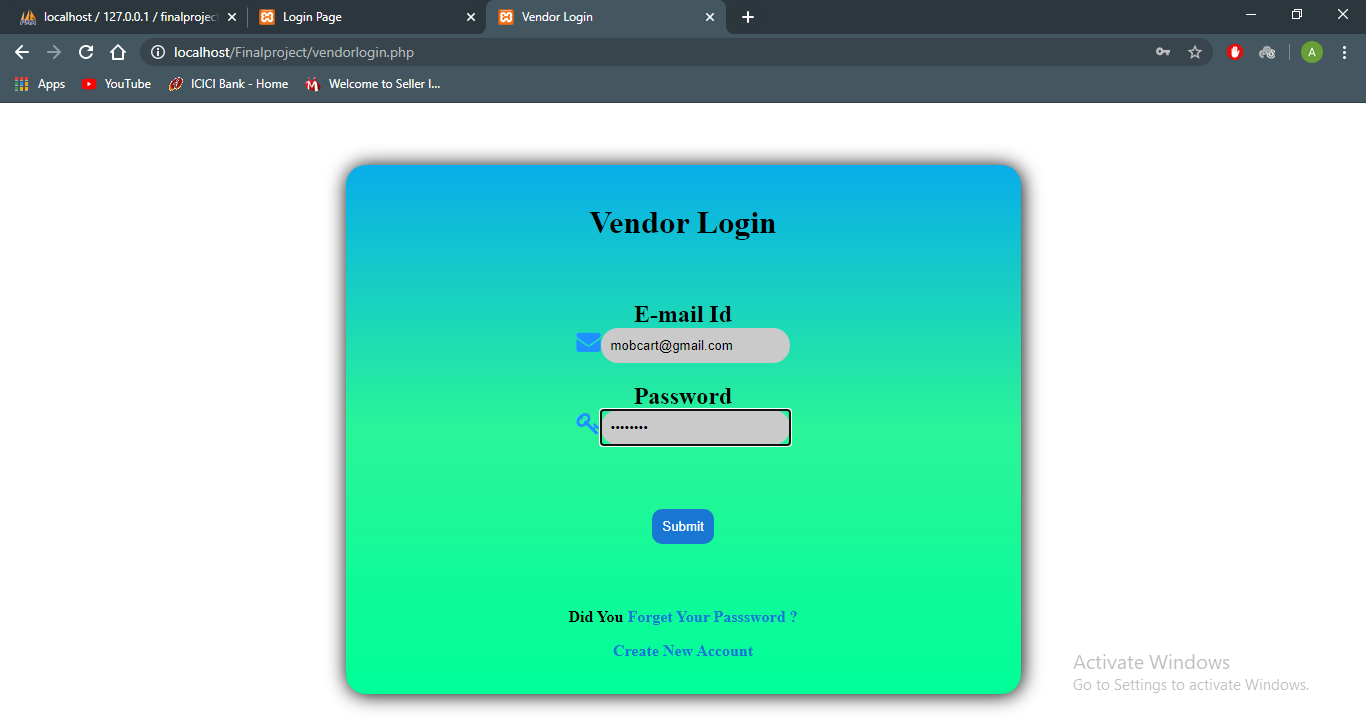 localhost / 127.0.0.1 / finalproject
Login Page
Vendor Login
localhost/Finalproject/vendorlogin.php
A
Apps
YouTube
ICICI Bank - Home
Welcome to Seller I...
Vendor Login
E-mail Id
mobcart@gmail.com
Password
••••••••
Submit
Did You Forget Your Passsword ?
Create New Account
Activate Windows
Go to Settings to activate Windows.